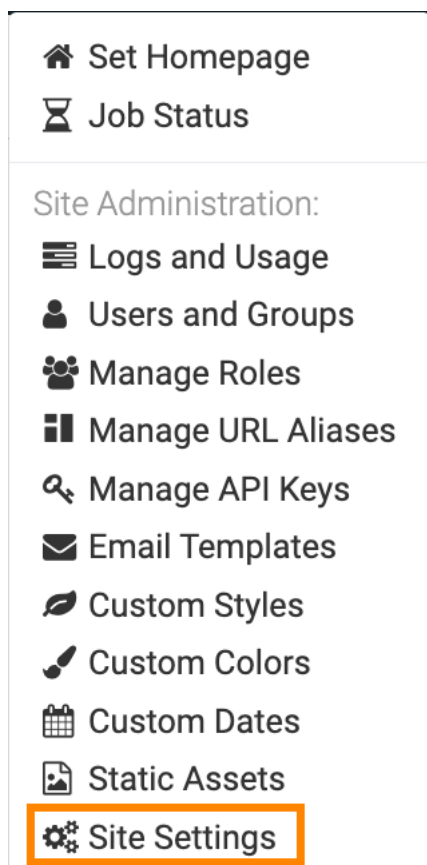 Set Homepage
Job Status
Site Administration:
Logs and Usage
Users and Groups
Manage Roles
Manage URL Aliases
Manage API Keys
Email Templates
Custom Styles
Custom Colors
Custom Dates
Static Assets
Site Settings